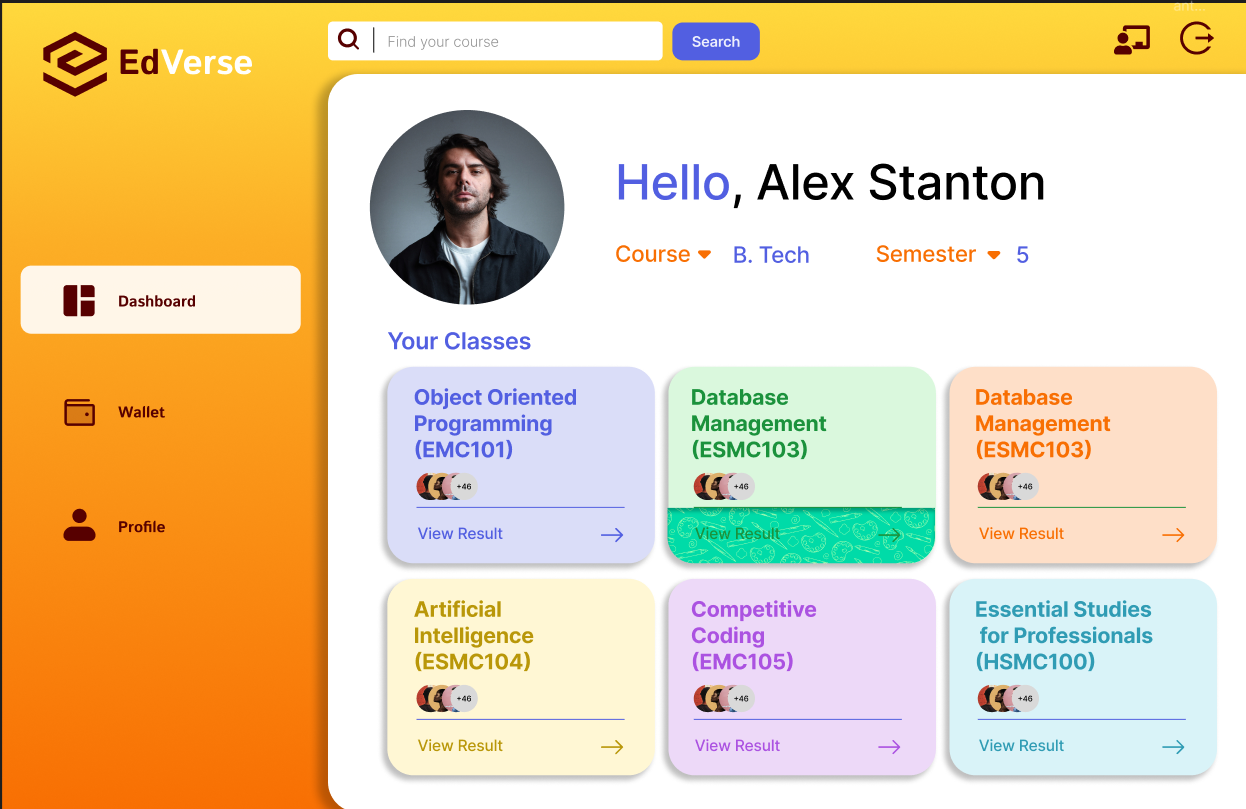 ant...
EdVerse
Find your course
Search
Hello, Alex Stanton
Course B. Tech Semester 5
Dashboard
Wallet
Profile
Your Classes
Object Oriented
Programming
(EMC101)
+46
View Result
Database
Management
(ESMC103)
+46
View Result
Database
Management
(ESMC103)
+46
View Result
Artificial
Intelligence
(ESMC104)
+46
View Result
Competitive
Coding
(EMC105)
+46
View Result
Essential Studies
for Professionals
(HSMC100)
+46
View Result